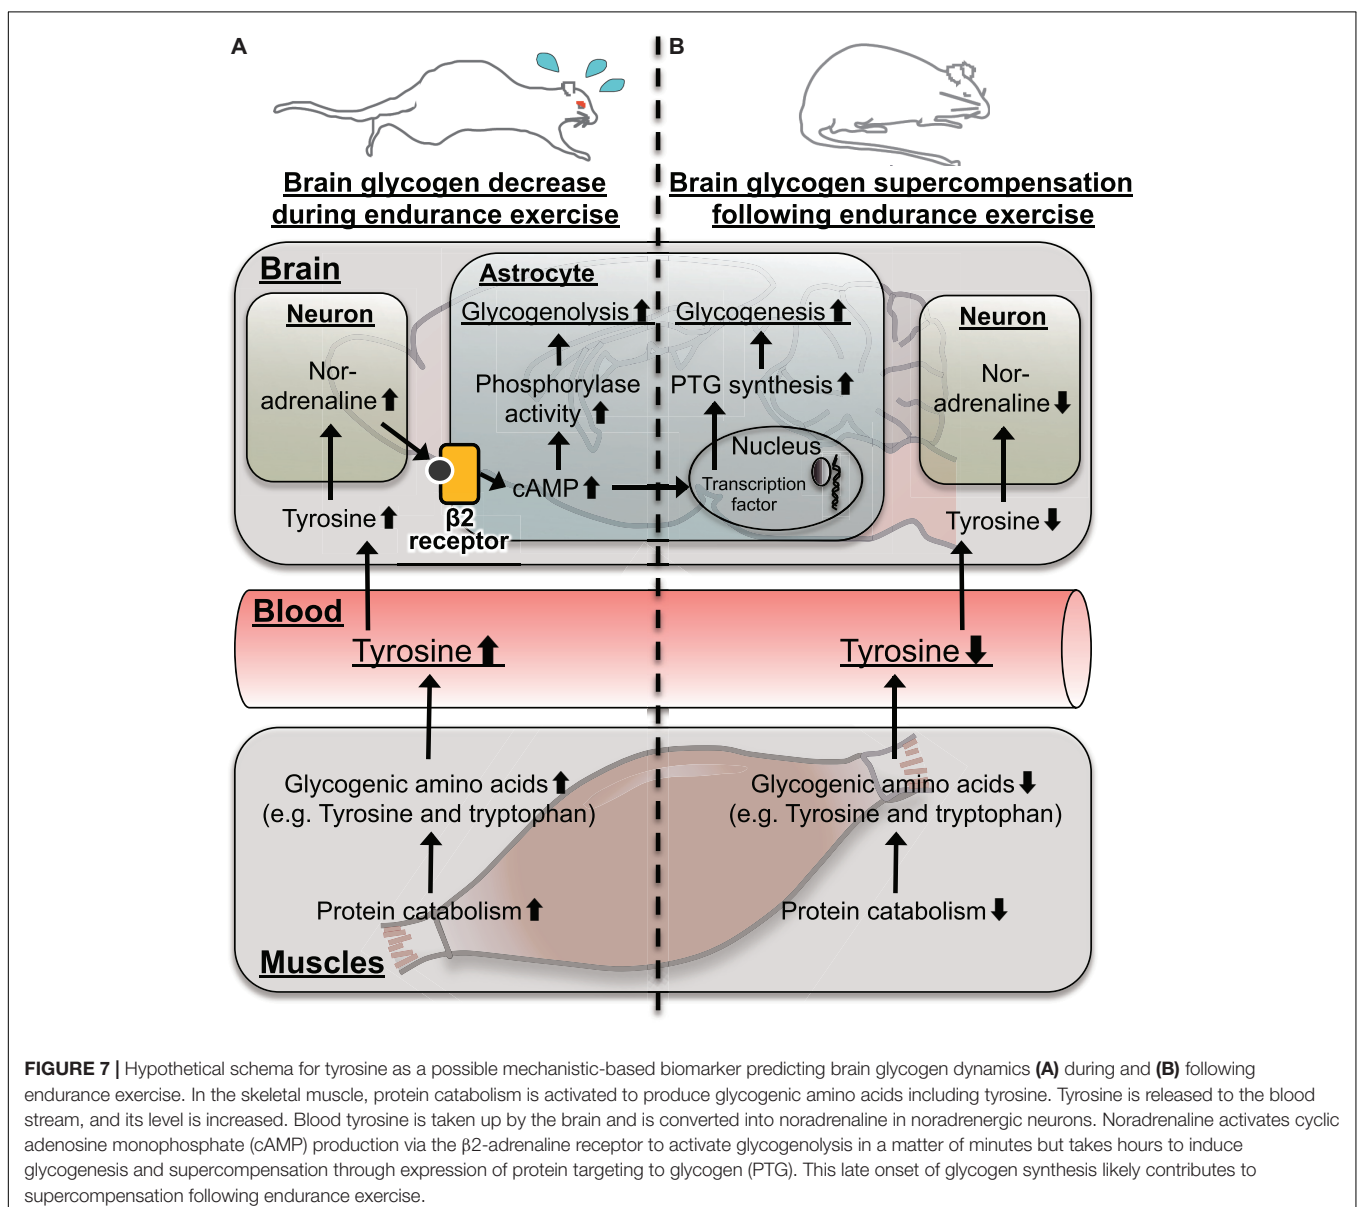 A
B
Brain glycogen decrease
during endurance exercise
Brain glycogen supercompensation
following endurance exercise
Brain
Neuron
Nor-
adrenaline
Tyrosine
β2
receptor
Astrocyte
Glycogenolysis
Phosphorylase
activity
cAMP
Glycogenesis
PTG synthesis
Nucleus
Transcription
factor
Neuron
Nor-
adrenaline
Tyrosine
Blood
Tyrosine
Tyrosine
Glycogenic amino acids
(e.g. Tyrosine and tryptophan)
Protein catabolism
Glycogenic amino acids
(e.g. Tyrosine and tryptophan)
Protein catabolism
Muscles
FIGURE 7 | Hypothetical schema for tyrosine as a possible mechanistic-based biomarker predicting brain glycogen dynamics (A) during and (B) following
endurance exercise. In the skeletal muscle, protein catabolism is activated to produce glycogenic amino acids including tyrosine. Tyrosine is released to the blood
stream, and its level is increased. Blood tyrosine is taken up by the brain and is converted into noradrenaline in noradrenergic neurons. Noradrenaline activates cyclic
adenosine monophosphate (cAMP) production via the β2-adrenaline receptor to activate glycogenolysis in a matter of minutes but takes hours to induce
glycogenesis and supercompensation through expression of protein targeting to glycogen (PTG). This late onset of glycogen synthesis likely contributes to
supercompensation following endurance exercise.